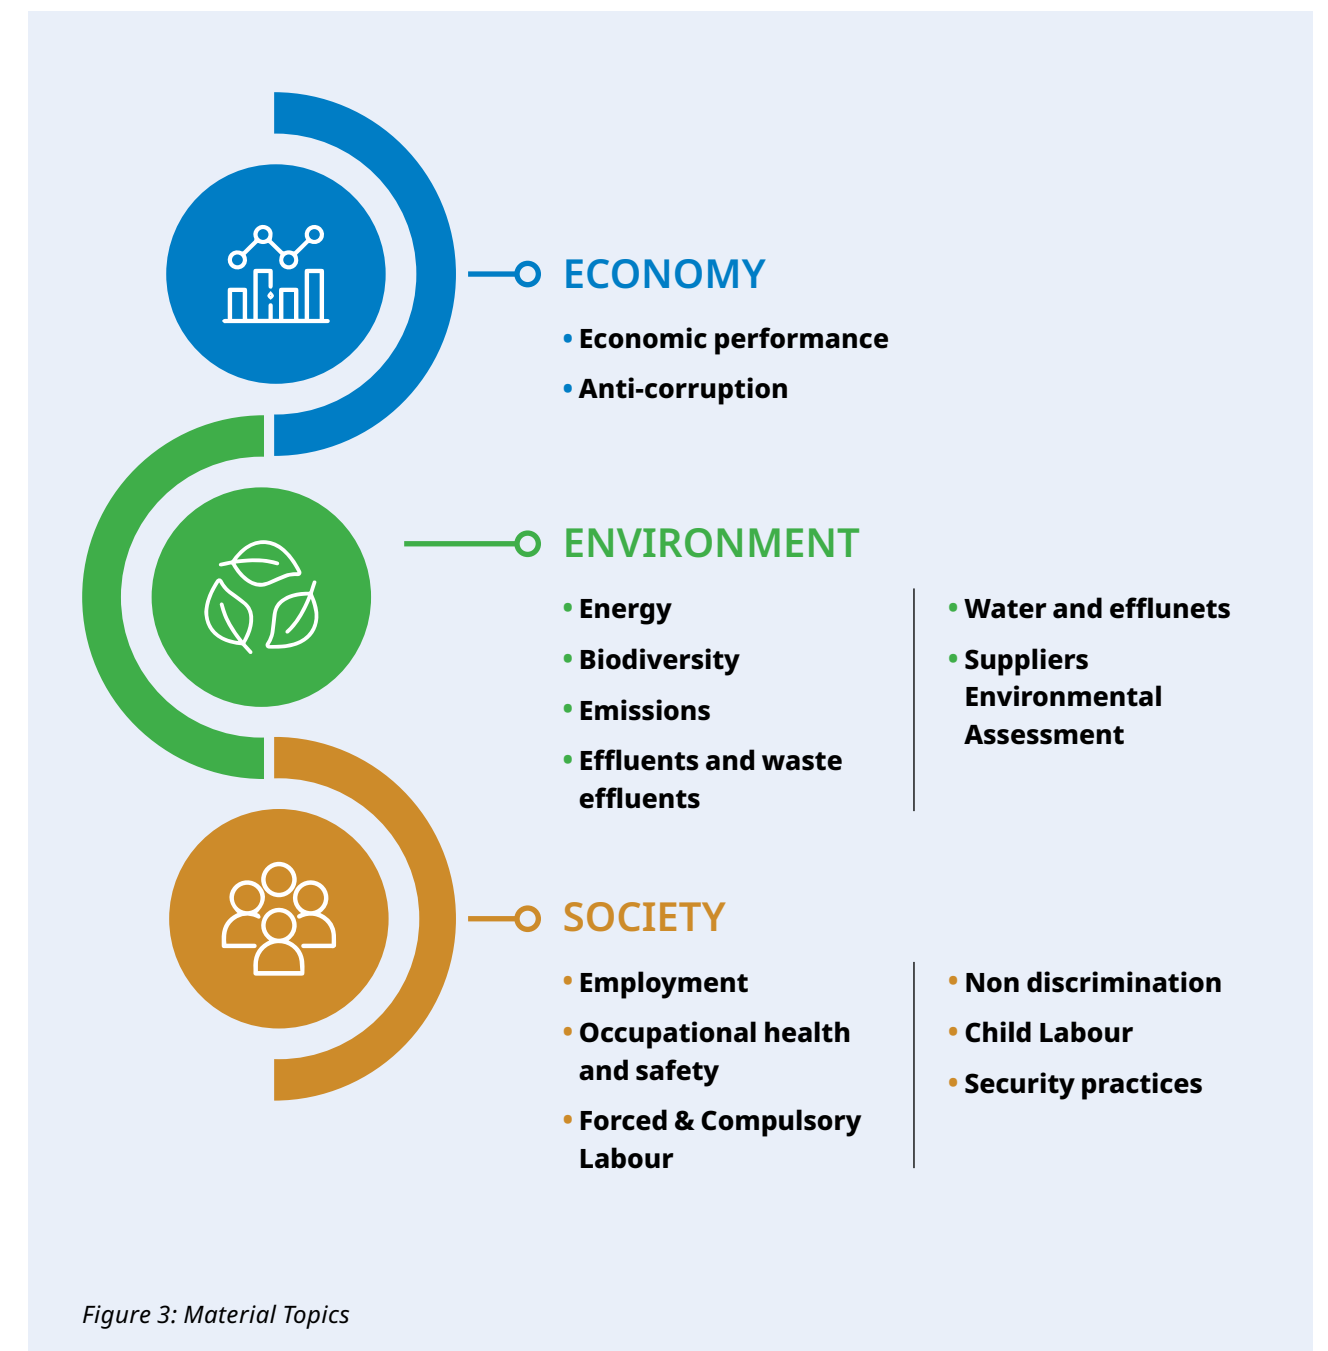 ECONOMY
• Economic performance
• Anti-corruption
ENVIRONMENT
• Energy
• Biodiversity
• Emissions
• Effluents and waste
effluents
• Water and efflunets
• Suppliers
Environmental
Assessment
SOCIETY
• Employment
• Occupational health
and safety
• Forced & Compulsory
Labour
• Non discrimination
• Child Labour
• Security practices
Figure 3: Material Topics